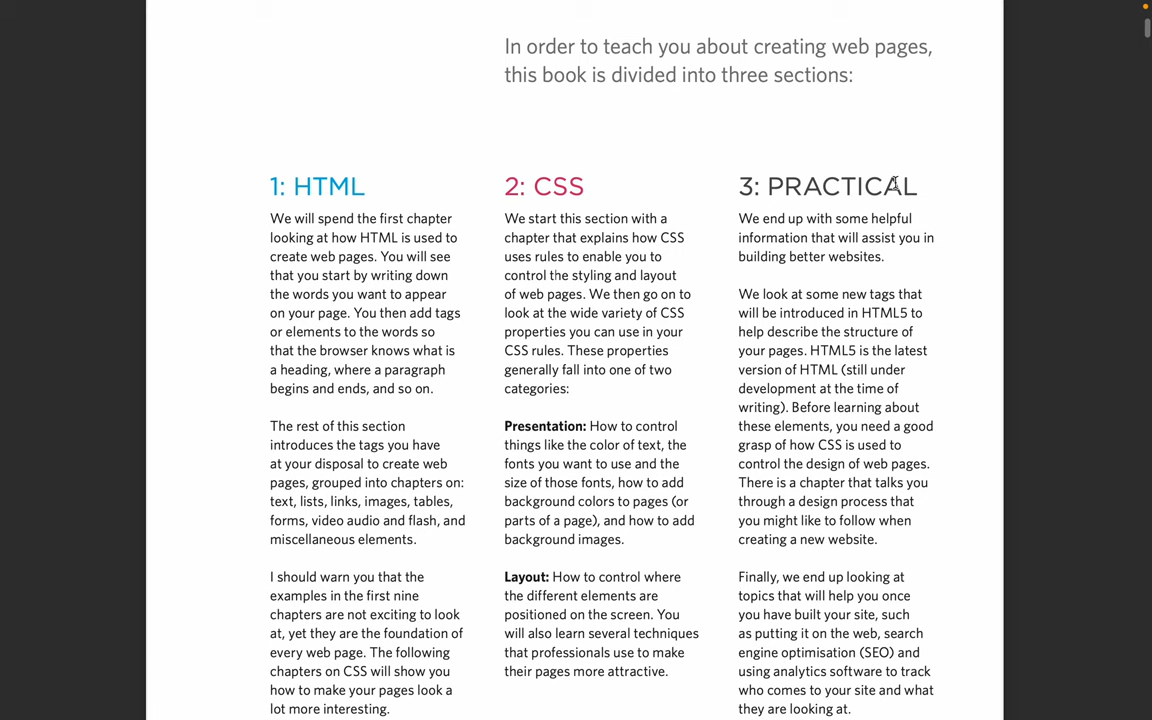 In order to teach you about creating web pages,
this book is divided into three sections:
1: HTML
We will spend the first chapter
looking at how HTML is used to
create web pages. You will see
that you start by writing down
the words you want to appear
on your page. You then add tags
or elements to the words so
that the browser knows what is
a heading, where a paragraph
begins and ends, and so on.
The rest of this section
introduces the tags you have
at your disposal to create web
pages, grouped into chapters on:
text, lists, links, images, tables,
forms, video audio and flash, and
miscellaneous elements.
I should warn you that the
examples in the first nine
chapters are not exciting to look
at, yet they are the foundation of
every web page. The following
chapters on CSS will show you
how to make your pages look a
lot more interesting.
2: CSS
We start this section with a
chapter that explains how CSS
uses rules to enable you to
control the styling and layout
of web pages. We then go on to
look at the wide variety of CSS
properties you can use in your
CSS rules. These properties
generally fall into one of two
categories:
Presentation: How to control
things like the color of text, the
fonts you want to use and the
size of those fonts, how to add
background colors to pages (or
parts of a page), and how to add
background images.
Layout: How to control where
the different elements are
positioned on the screen. You
will also learn several techniques
that professionals use to make
their pages more attractive.
3: PRACTICAL
We end up with some helpful
information that will assist you in
building better websites.
We look at some new tags that
will be introduced in HTML5 to
help describe the structure of
your pages. HTML5 is the latest
version of HTML (still under
development at the time of
writing). Before learning about
these elements, you need a good
grasp of how CSS is used to
control the design of web pages.
There is a chapter that talks you
through a design process that
you might like to follow when
creating a new website.
Finally, we end up looking at
topics that will help you once
you have built your site, such
as putting it on the web, search
engine optimisation (SEO) and
using analytics software to track
who comes to your site and what
they are looking at.